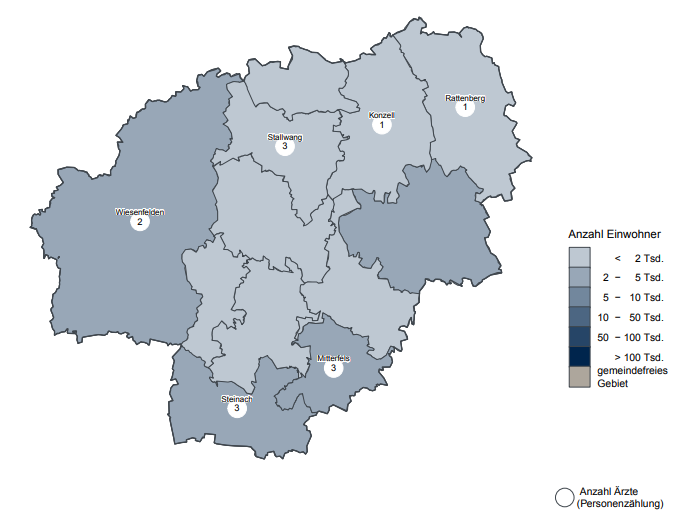 Rattenberg
1
Konzell
1
Stallwang
3
Wiesenfelden
2
Mitterfels
3
Steinach
3
Anzahl Einwohner
< 2 Tsd.
2 – 5 Tsd.
5 – 10 Tsd.
10 – 50 Tsd.
50 – 100 Tsd.
> 100 Tsd.
gemeindefreies
Gebiet
Anzahl Ärzte
(Personenzählung)